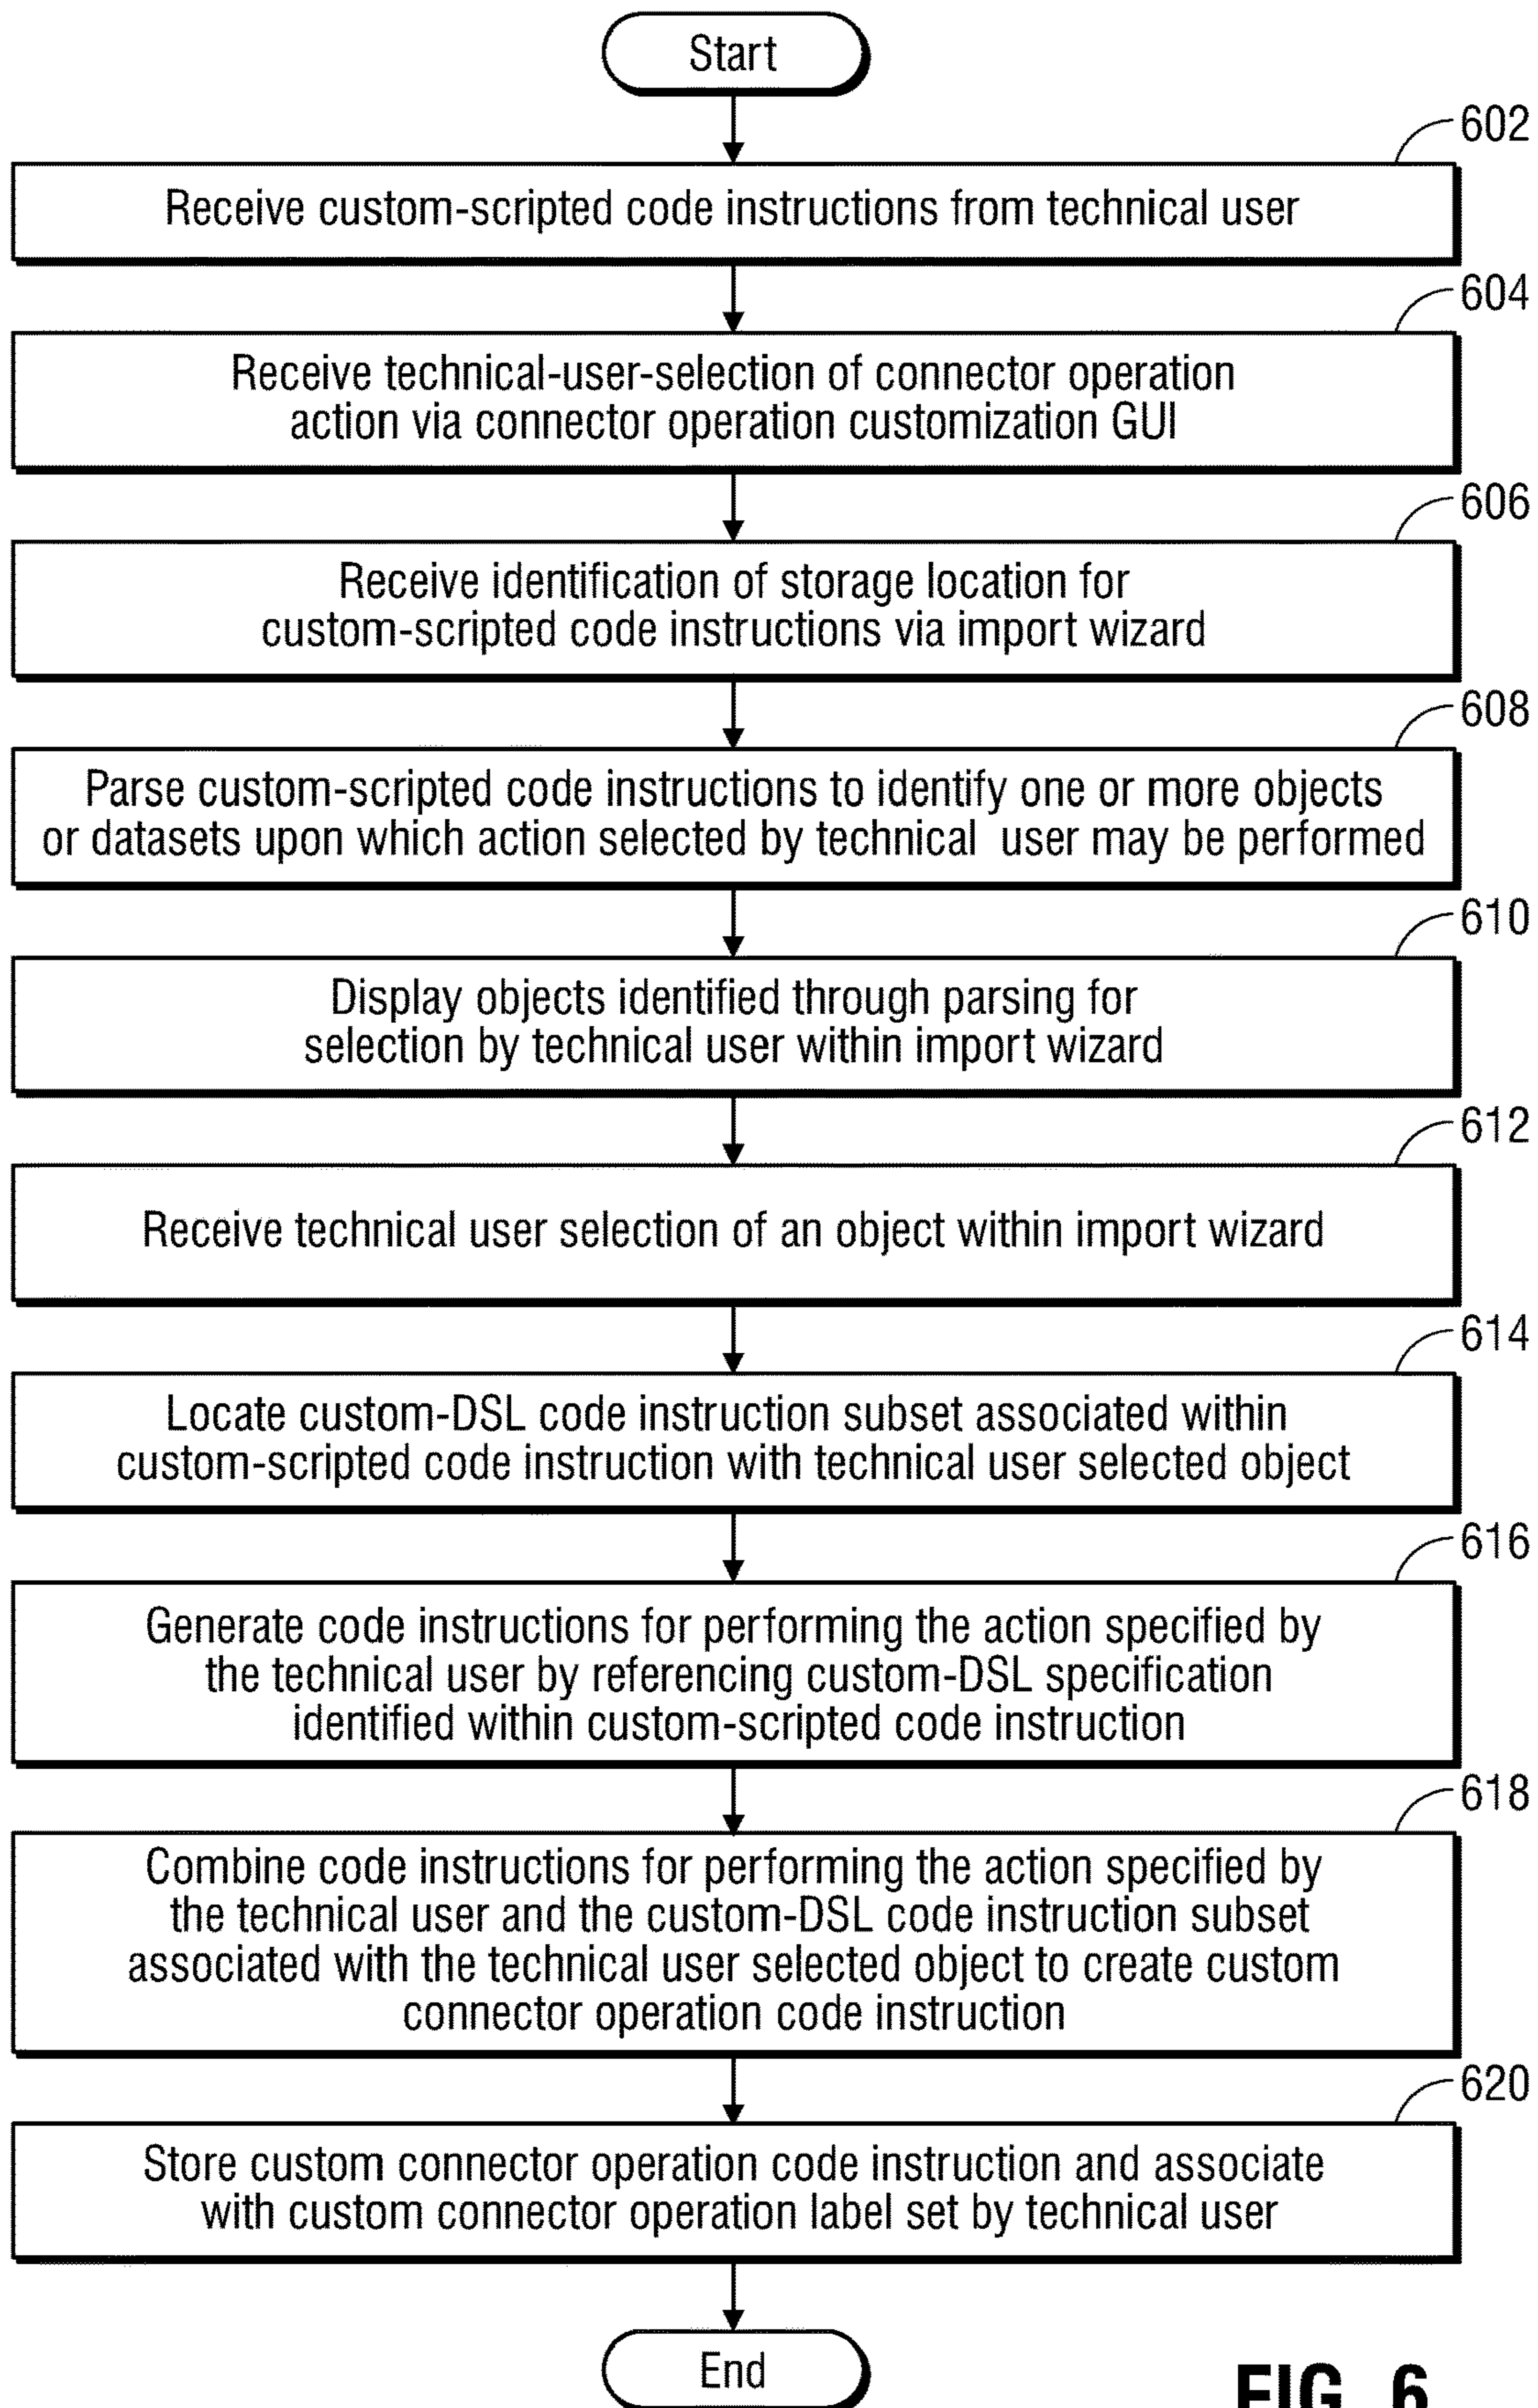 Start
602
Receive custom-scripted code instructions from technical user
604
Receive technical-user-selection of connector operation
action via connector operation customization GUI
606
Receive identification of storage location for
custom-scripted code instructions via import wizard
608
Parse custom-scripted code instructions to identify one or more objects
or datasets upon which action selected by technical user may be performed
610
Display objects identified through parsing for
selection by technical user within import wizard
612
Receive technical user selection of an object within import wizard
614
Locate custom-DSL code instruction subset associated within
custom-scripted code instruction with technical user selected object
616
Generate code instructions for performing the action specified by
the technical user by referencing custom-DSL specification
identified within custom-scripted code instruction
618
Combine code instructions for performing the action specified by
the technical user and the custom-DSL code instruction subset
associated with the technical user selected object to create custom
connector operation code instruction
620
Store custom connector operation code instruction and associate
with custom connector operation label set by technical user
End
FIG. 6